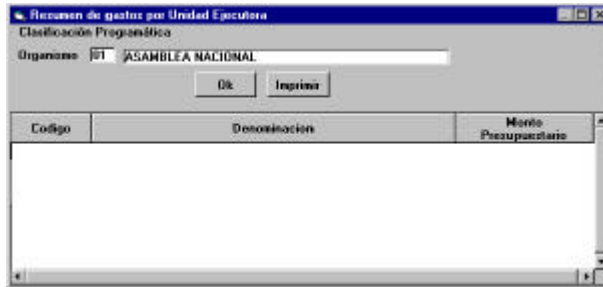 Resumen de gastos por Unidad Ejecutora
Clasificación Programática
Organismo 01 ASAMBLEA NACIONAL
Ok Imprimir
Codigo Denominacion Monto
Presupuestario